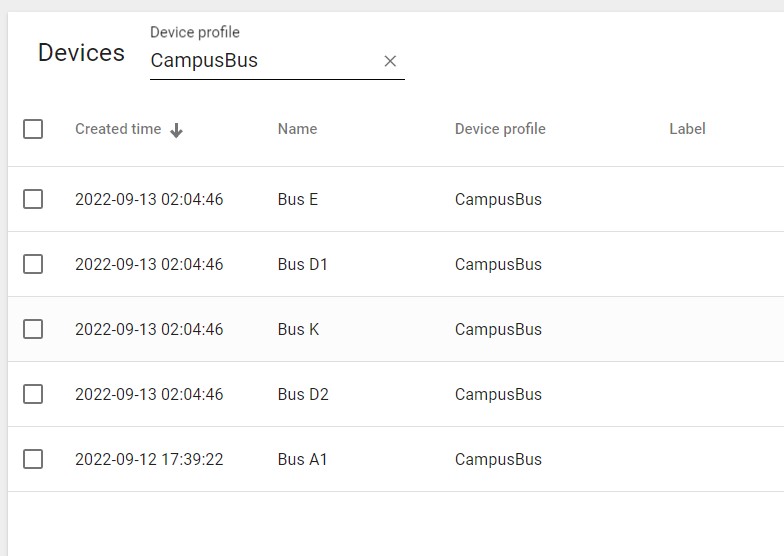 Devices
Device profile
CampusBus
Created time Name Device profile Label
2022-09-13 02:04:46 Bus E CampusBus
2022-09-13 02:04:46 Bus D1 CampusBus
2022-09-13 02:04:46 Bus K CampusBus
2022-09-13 02:04:46 Bus D2 CampusBus
2022-09-12 17:39:22 Bus A1 CampusBus